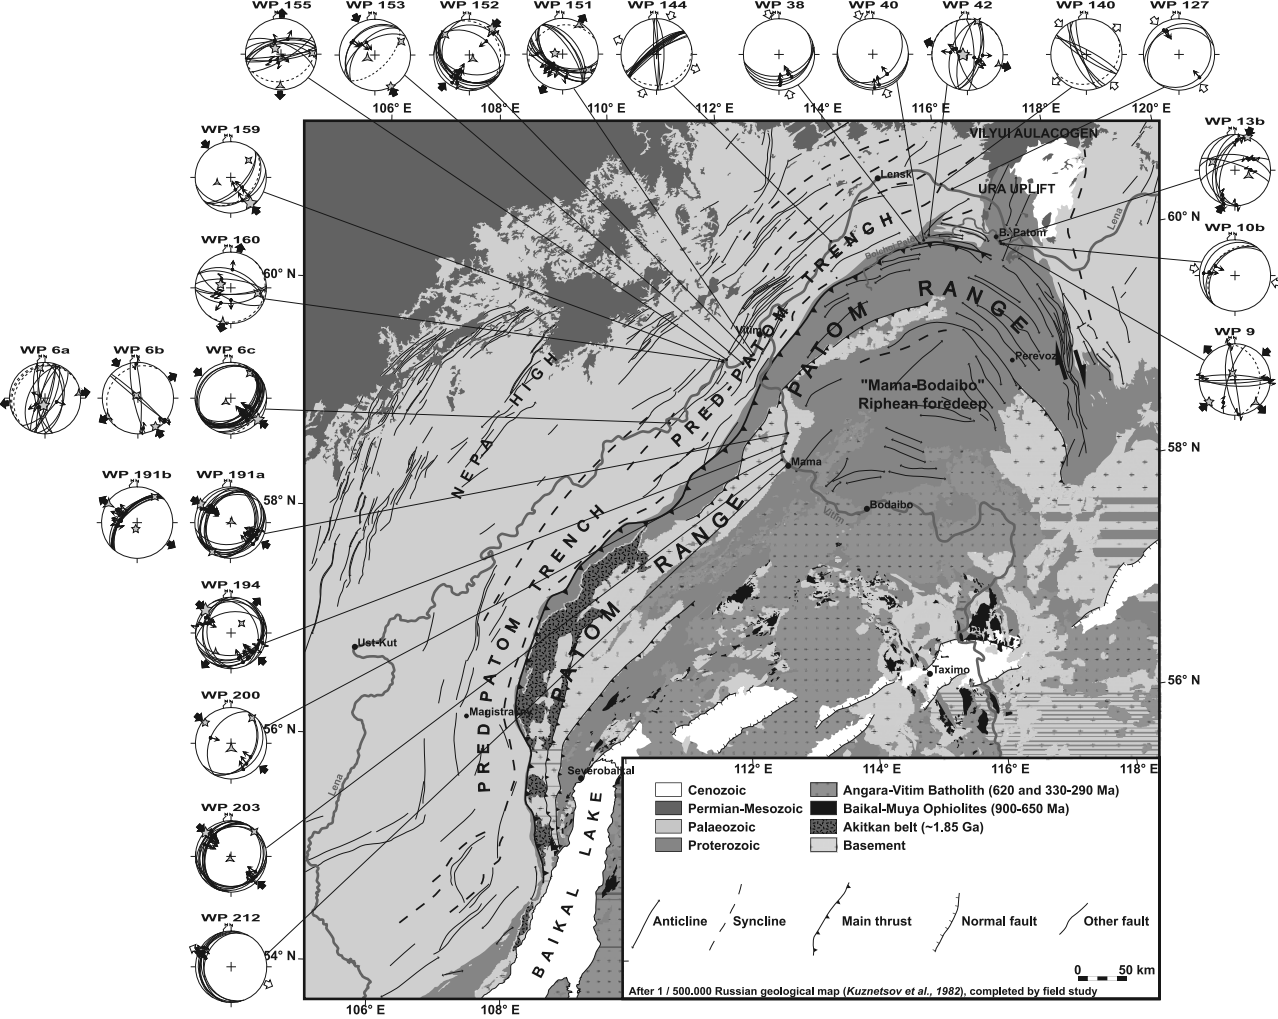 WP 155
WP 153
WP 152
WP 151
WP 144
WP 38
WP 40
WP 42
WP 140
WP 127
106° E
108° E
110° E
112° E
114° E
116° E
118° E
120° E
WP 159
WP 13b
VILYUI AULACOGEN
Lensk
URA UPLIFT
Lena
60° N
B. Patom
WP 160
WP 10b
60° N
PRED-PATOM TRENCH
PATOM RANGE
Vitim
WP 9
Perevoz
WP 6a
WP 6b
WP 6c
NEPA HIGH
"Mama-Bodaibo"
Riphean foredeep
58° N
Mama
WP 191b
WP 191a
58° N
Bodaibo
Vitim
PRED PATOM TRENCH
PATOM RANGE
WP 194
Ust-Kut
Taximo
56° N
WP 200
Magistral
56° N
Lena
Severobaikal
BAIKAL LAKE
112° E
114° E
116° E
118° E
WP 203
Cenozoic
Permian-Mesozoic
Palaeozoic
Proterozoic
Angara-Vitim Batholith (620 and 330-290 Ma)
Baikal-Muya Ophiolites (900-650 Ma)
Akitkan belt (~1.85 Ga)
Basement
WP 212
Anticline
Syncline
Main thrust
Normal fault
Other fault
54° N
0 50 km
After 1 / 500.000 Russian geological map (Kuznetsov et al., 1982), completed by field study
106° E
108° E